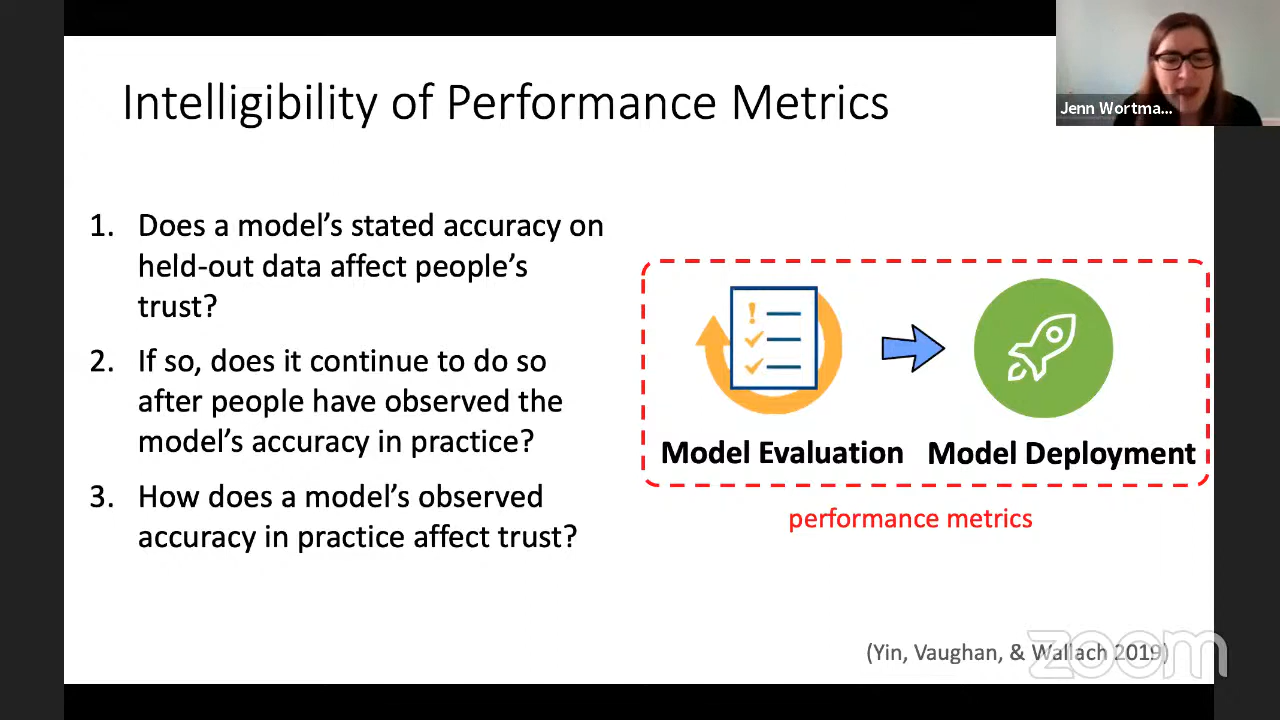 Intelligibility of Performance Metrics
Jenn Wortma...
1. Does a model’s stated accuracy on
held-out data affect people’s
trust?
2. If so, does it continue to do so
after people have observed the
model’s accuracy in practice?
3. How does a model’s observed
accuracy in practice affect trust?
Model Evaluation
Model Deployment
performance metrics
(Yin, Vaughan, & Wallach 2019)
zoom